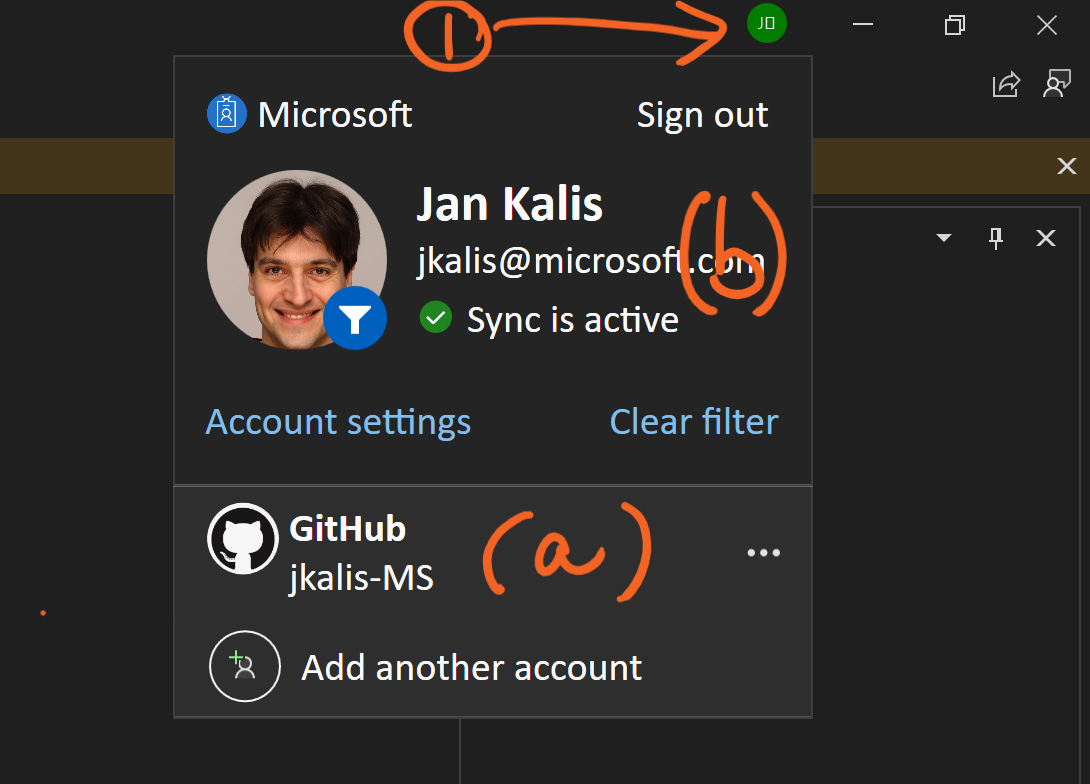 1
JD
Microsoft
Sign out
Jan Kalis
jkalis@microsoft.com
(b)
Sync is active
Account settings
Clear filter
GitHub
jkalis-MS
(a)
Add another account